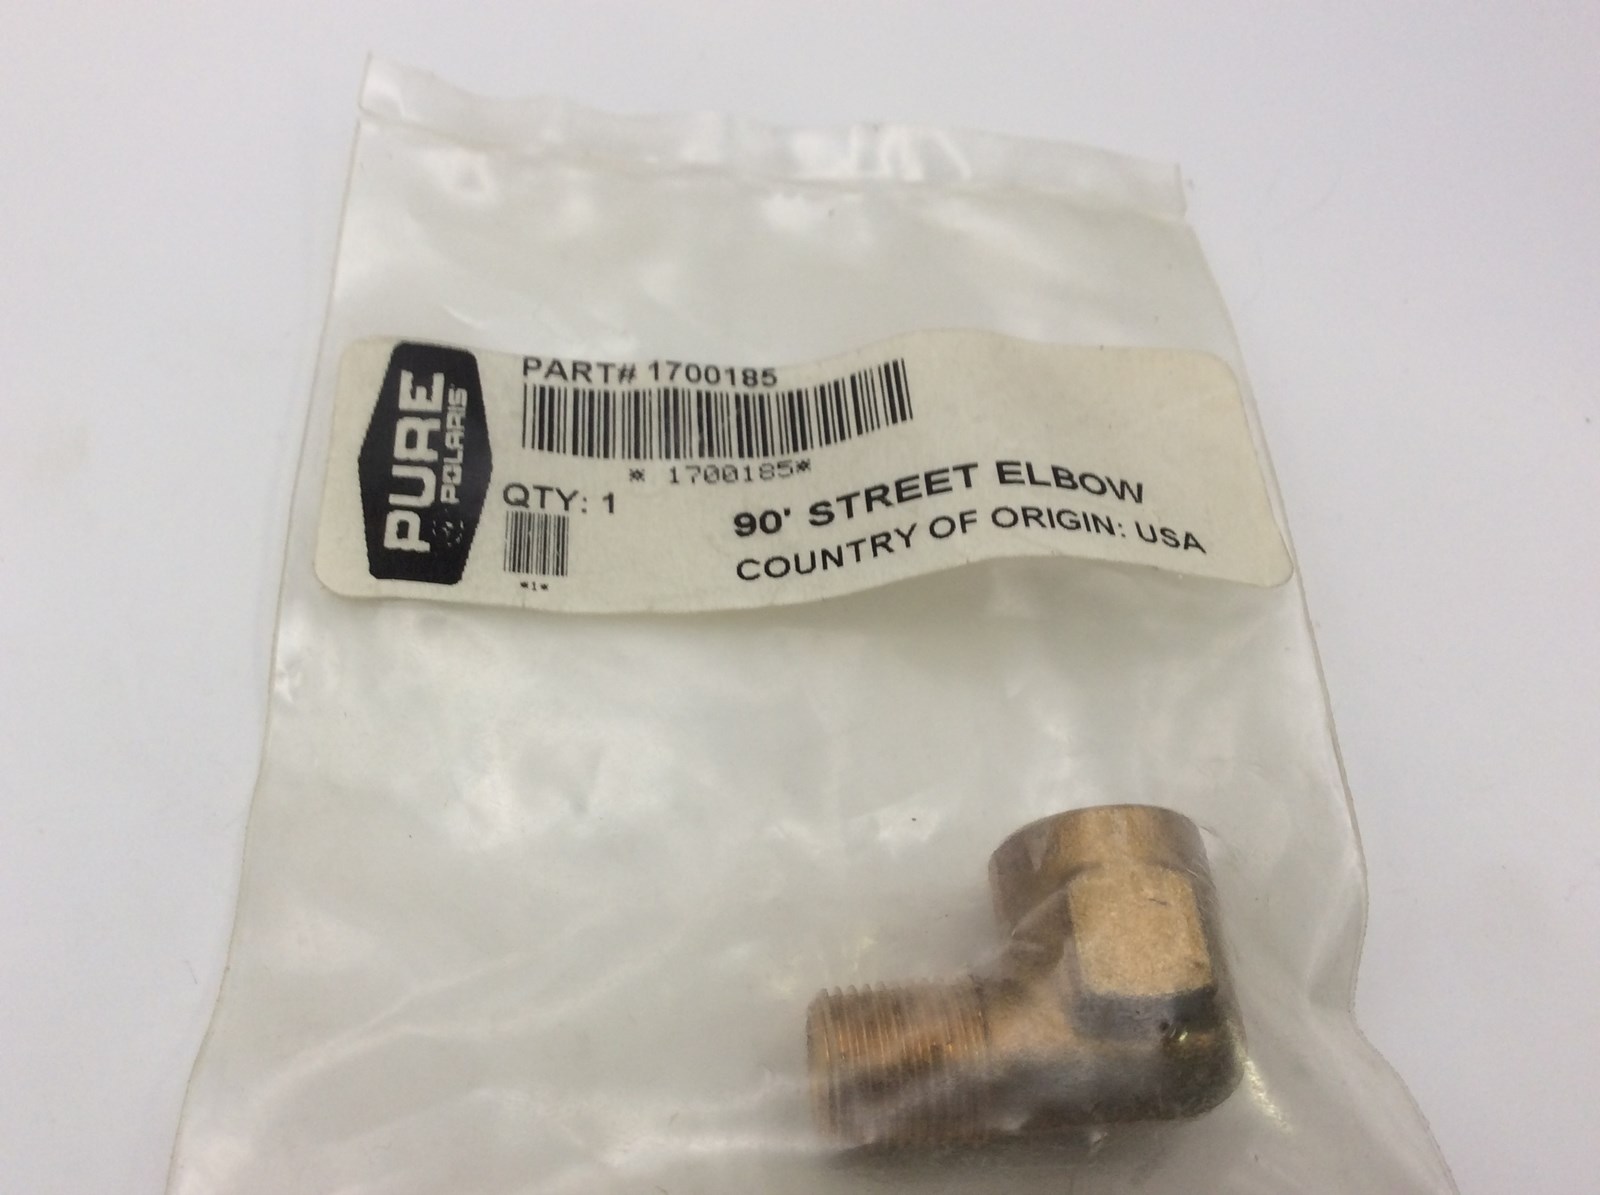 PURE
POLARIS
PART# 1700185
* 1700185*
QTY: 1
*1*
90' STREET ELBOW
COUNTRY OF ORIGIN: USA